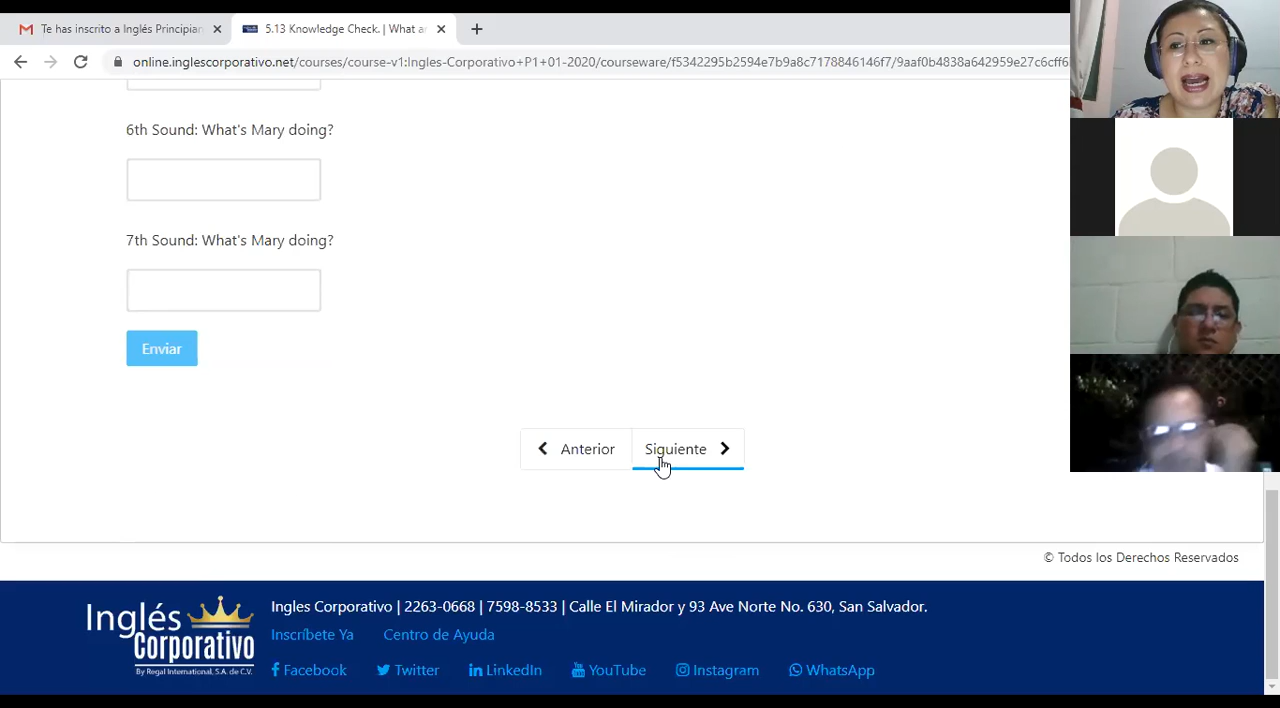 Te has inscrito a Inglés Principian
5.13 Knowledge Check. | What ar
online.inglescorporativo.net/courses/course-v1:Ingles-Corporativo+P1+01-2020/courseware/f5342295b2594e7b9a8c7178846146f7/9aaf0b4838a642959e27c6cff6
6th Sound: What's Mary doing?
7th Sound: What's Mary doing?
Enviar
Anterior
Siguiente
© Todos los Derechos Reservados
Inglés
Corporativo
By Regal International, S.A. de C.V.
Ingles Corporativo | 2263-0668 | 7598-8533 | Calle El Mirador y 93 Ave Norte No. 630, San Salvador.
Inscríbete Ya Centro de Ayuda
Facebook Twitter LinkedIn YouTube Instagram WhatsApp